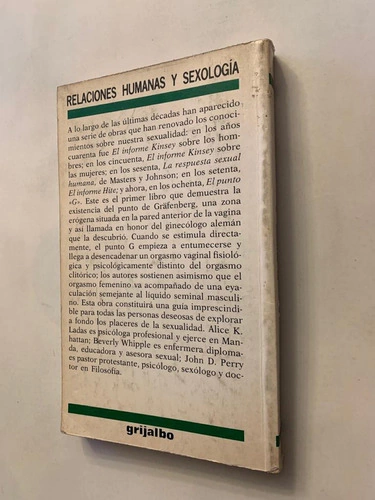 RELACIONES HUMANAS Y SEXOLOGÍA
A lo largo de las últimas décadas han aparecido
una serie de obras que han renovado los conoci-
mientos sobre nuestra sexualidad: en los años
cuarenta fue El informe Kinsey sobre los hom-
bres; en los cincuenta, El informe Kinsey sobre
las mujeres; en los sesenta, La respuesta sexual
humana, de Masters y Johnson; en los setenta,
El informe Hite; y ahora, en los ochenta, El punto
«G». Este es el primer libro que demuestra la
existencia del punto de Gräfenberg, una zona
erógena situada en la pared anterior de la vagina
y así llamada en honor del ginecólogo alemán
que la descubrió. Cuando se estimula directa-
mente, el punto G empieza a entumecerse y
llega a desencadenar un orgasmo vaginal fisioló-
gica y psicológicamente distinto del orgasmo
clitórico; los autores sostienen asimismo que el
orgasmo femenino va acompañado de una eya-
culación semejante al líquido seminal masculi-
no. Esta obra constituirá una guía imprescindi-
ble para todas las personas deseosas de explorar
a fondo los placeres de la sexualidad. Alice K.
Ladas es psicóloga profesional y ejerce en Man-
hattan; Beverly Whipple es enfermera diploma-
da, educadora y asesora sexual; John D. Perry
es pastor protestante, psicólogo, sexólogo y doc-
tor en Filosofía.
grijalbo